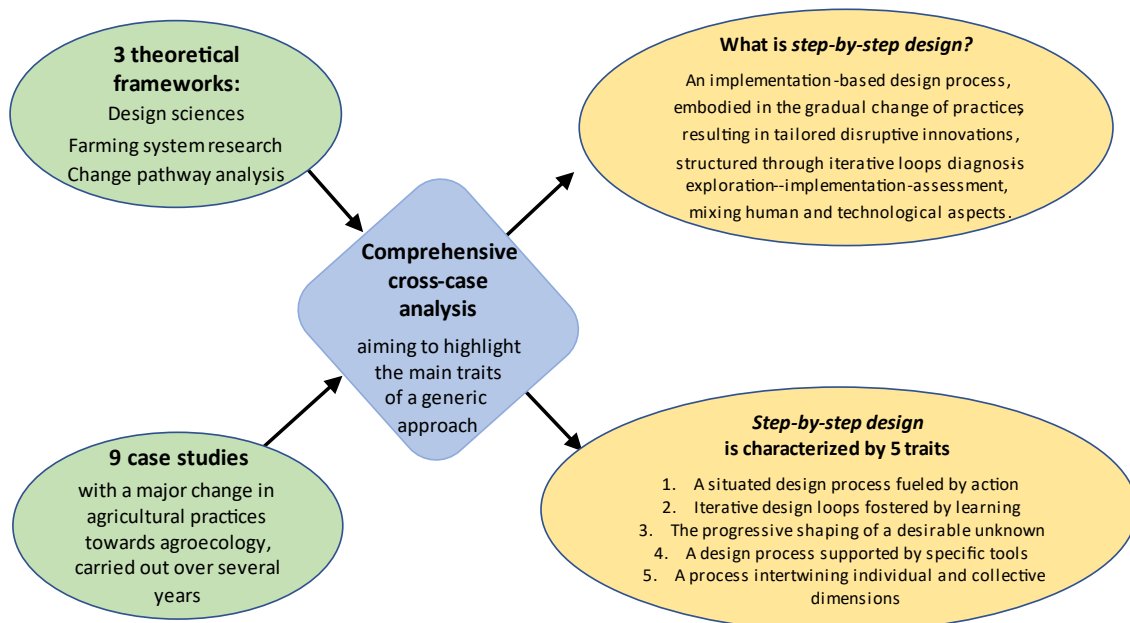 3 theoretical
frameworks:
Design sciences
Farming system research
Change pathway analysis
9 case studies
with a major change in
agricultural practices
towards agroecology,
carried out over several
years
Comprehensive
cross-case
analysis
aiming to highlight
the main traits
of a generic
approach
What is step-by-step design?
An implementation-based design process,
embodied in the gradual change of practices,
resulting in tailored disruptive innovations,
structured through iterative loops diagnosis-
exploration--implementation-assessment,
mixing human and technological aspects.
Step-by-step design
is characterized by 5 traits
1. A situated design process fueled by action
2. Iterative design loops fostered by learning
3. The progressive shaping of a desirable unknown
4. A design process supported by specific tools
5. A process intertwining individual and collective
dimensions